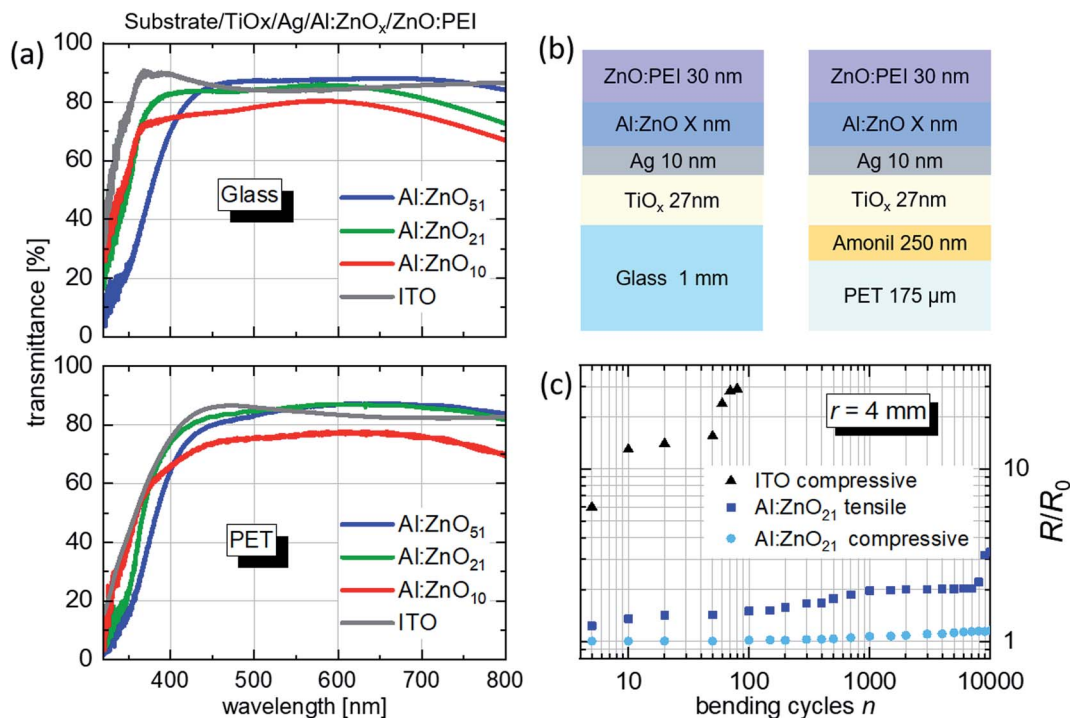 Substrate/TiOx/Ag/Al:ZnOₓ/ZnO:PEI
(a)
100
80
60
40
20
0
Glass
Al:ZnO₅₁
Al:ZnO₂₁
Al:ZnO₁₀
ITO
transmittance [%]
100
80
60
40
20
0
PET
Al:ZnO₅₁
Al:ZnO₂₁
Al:ZnO₁₀
ITO
400 500 600 700 800
wavelength [nm]
(b)
ZnO:PEI 30 nm
Al:ZnO X nm
Ag 10 nm
TiOₓ 27nm
Glass 1 mm
ZnO:PEI 30 nm
Al:ZnO X nm
Ag 10 nm
TiOₓ 27nm
Amonil 250 nm
PET 175 µm
(c)
r = 4 mm
ITO compressive
Al:ZnO₂₁ tensile
Al:ZnO₂₁ compressive
10
1
R/R₀
10 100 1000 10000
bending cycles n